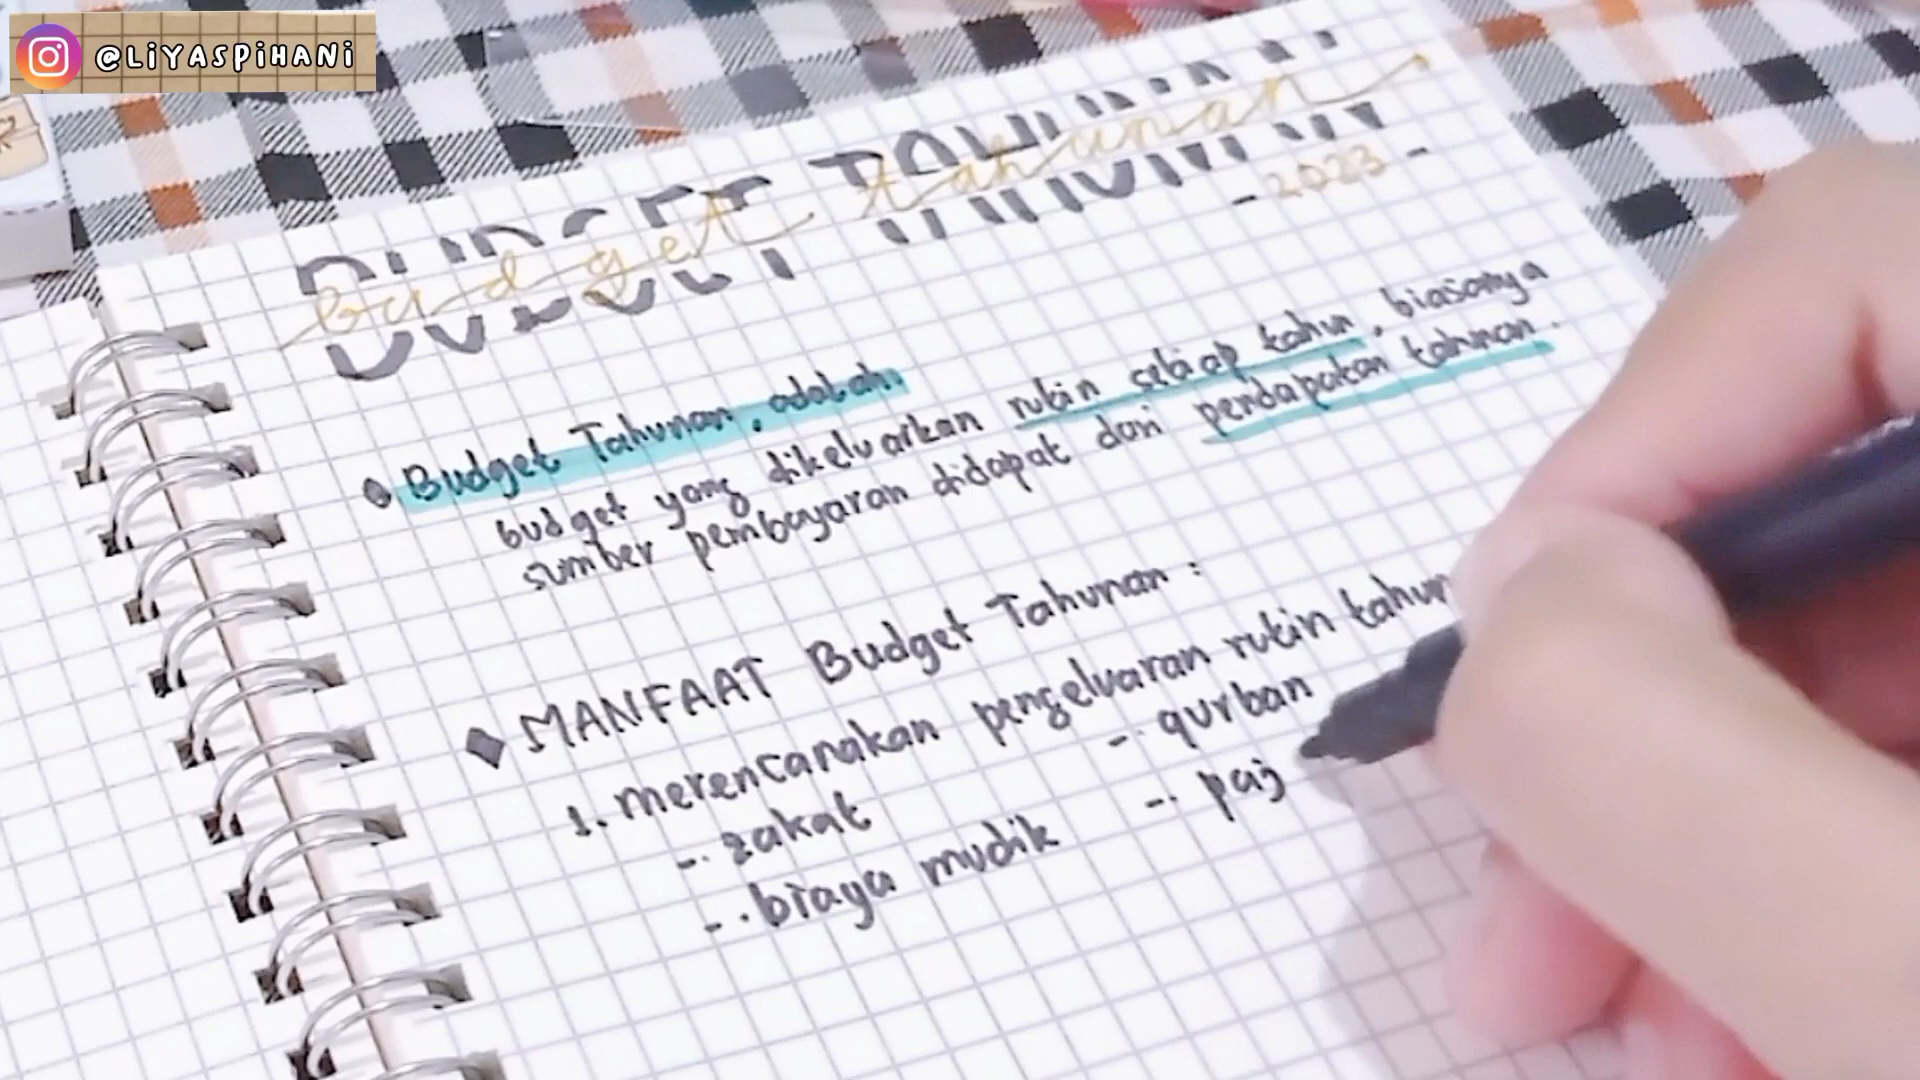 @LIYASPIHANI
BUDGET TAHUNAN
budget tahunan
- 2023 -
Budget Tahunan, adalah
budget yang dikeluarkan rutin setiap tahun, biasanya
sumber pembayaran didapat dari pendapatan tahunan.
MANFAAT Budget Tahunan :
1. merencanakan pengeluaran rutin tahun
-. zakat
-. biaya mudik
-. qurban
-. paj